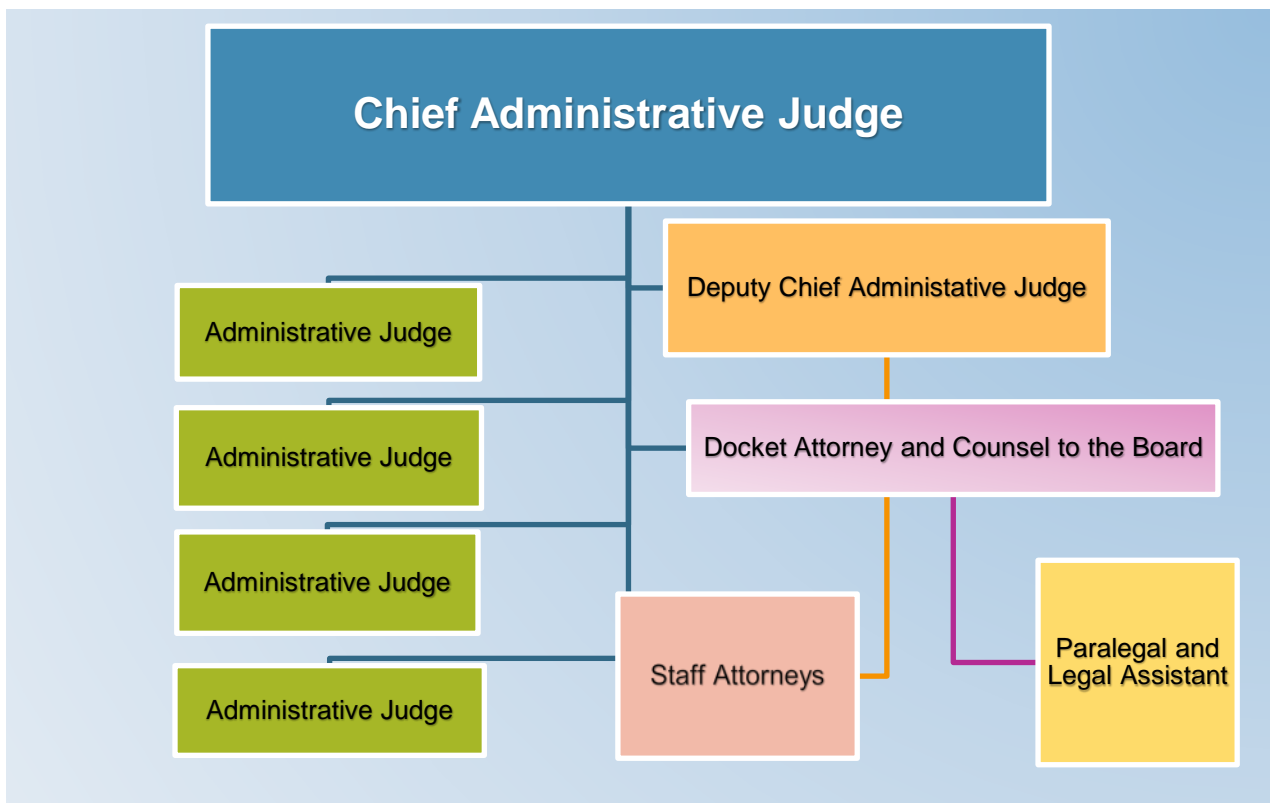 Chief Administrative Judge
Deputy Chief Administative Judge
Administrative Judge
Docket Attorney and Counsel to the Board
Administrative Judge
Administrative Judge
Staff Attorneys
Paralegal and
Legal Assistant
Administrative Judge